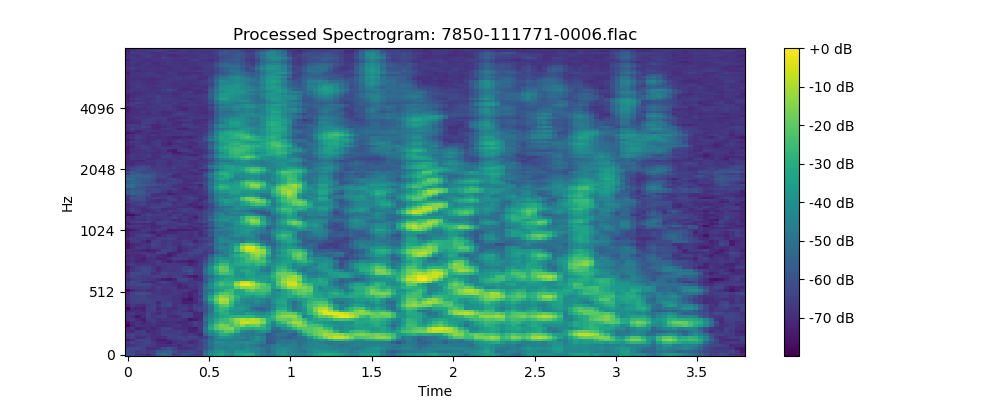 Processed Spectrogram: 7850-111771-0006.flac
Hz
4096
2048
1024
512
0
0
0.5
1
1.5
2
2.5
3
3.5
Time
+0 dB
-10 dB
-20 dB
-30 dB
-40 dB
-50 dB
-60 dB
-70 dB